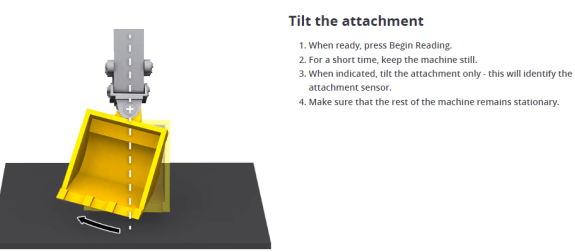 Tilt the attachment
1. When ready, press Begin Reading.
2. For a short time, keep the machine still.
3. When indicated, tilt the attachment only - this will identify the
attachment sensor.
4. Make sure that the rest of the machine remains stationary.